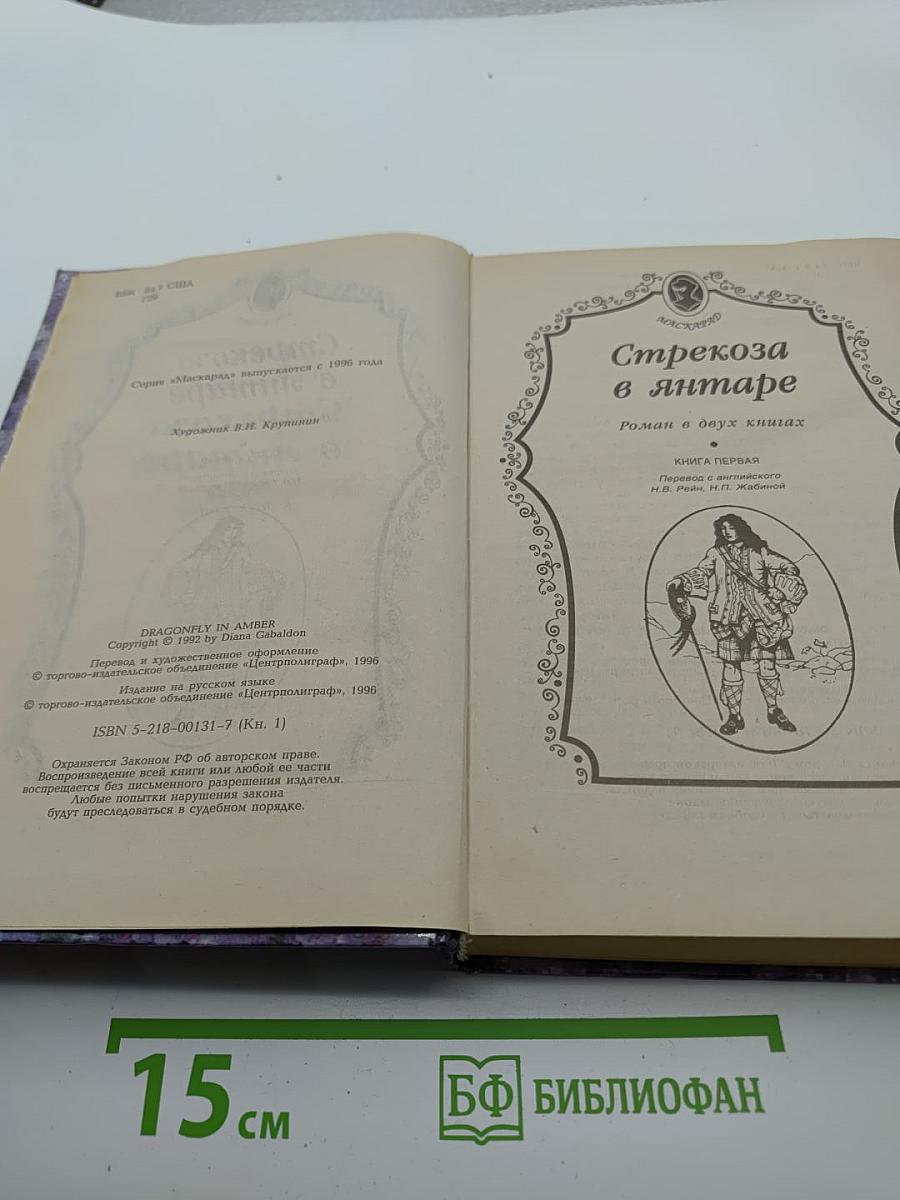 ББК 84.7 США
Г59
Серия «Маскарад» выпускается с 1996 года
Художник В.И. Крупинин
DRAGONFLY IN AMBER
Copyright © 1992 by Diana Gabaldon
Перевод и художественное оформление
© торгово-издательское объединение «Центрполиграф», 1996
Издание на русском языке
© торгово-издательское объединение «Центрполиграф», 1996
ISBN 5-218-00131-7 (Кн. 1)
Охраняется Законом РФ об авторском праве.
Воспроизведение всей книги или любой ее части
воспрещается без письменного разрешения издателя.
Любые попытки нарушения закона
будут преследоваться в судебном порядке.
МАСКАРАД
Стрекоза
в янтаре
Роман в двух книгах
КНИГА ПЕРВАЯ
Перевод с английского
Н.В. Рейн, Н.П. Жабиной
15 см
БФ БИБЛИОФАН